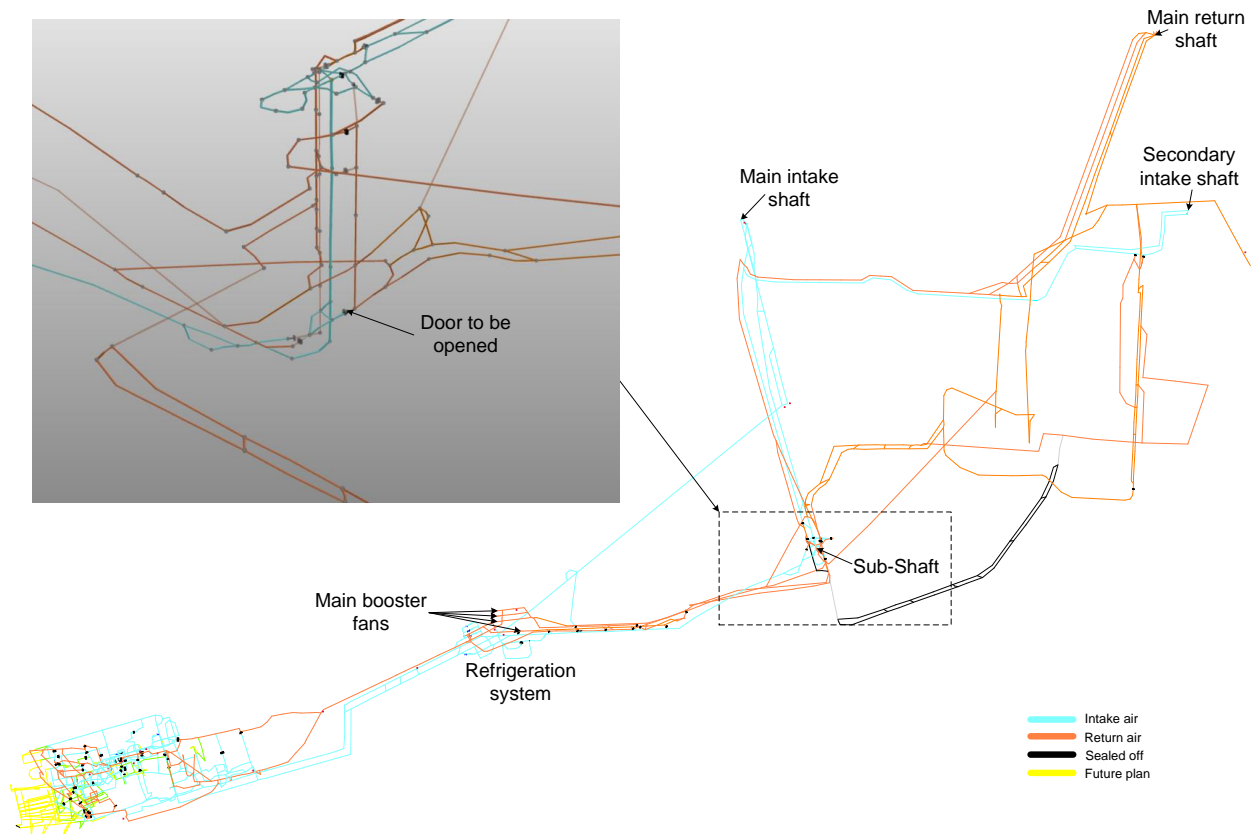 Main return
shaft
Secondary
intake shaft
Main intake
shaft
Door to be
opened
Sub-Shaft
Main booster
fans
Refrigeration
system
Intake air
Return air
Sealed off
Future plan